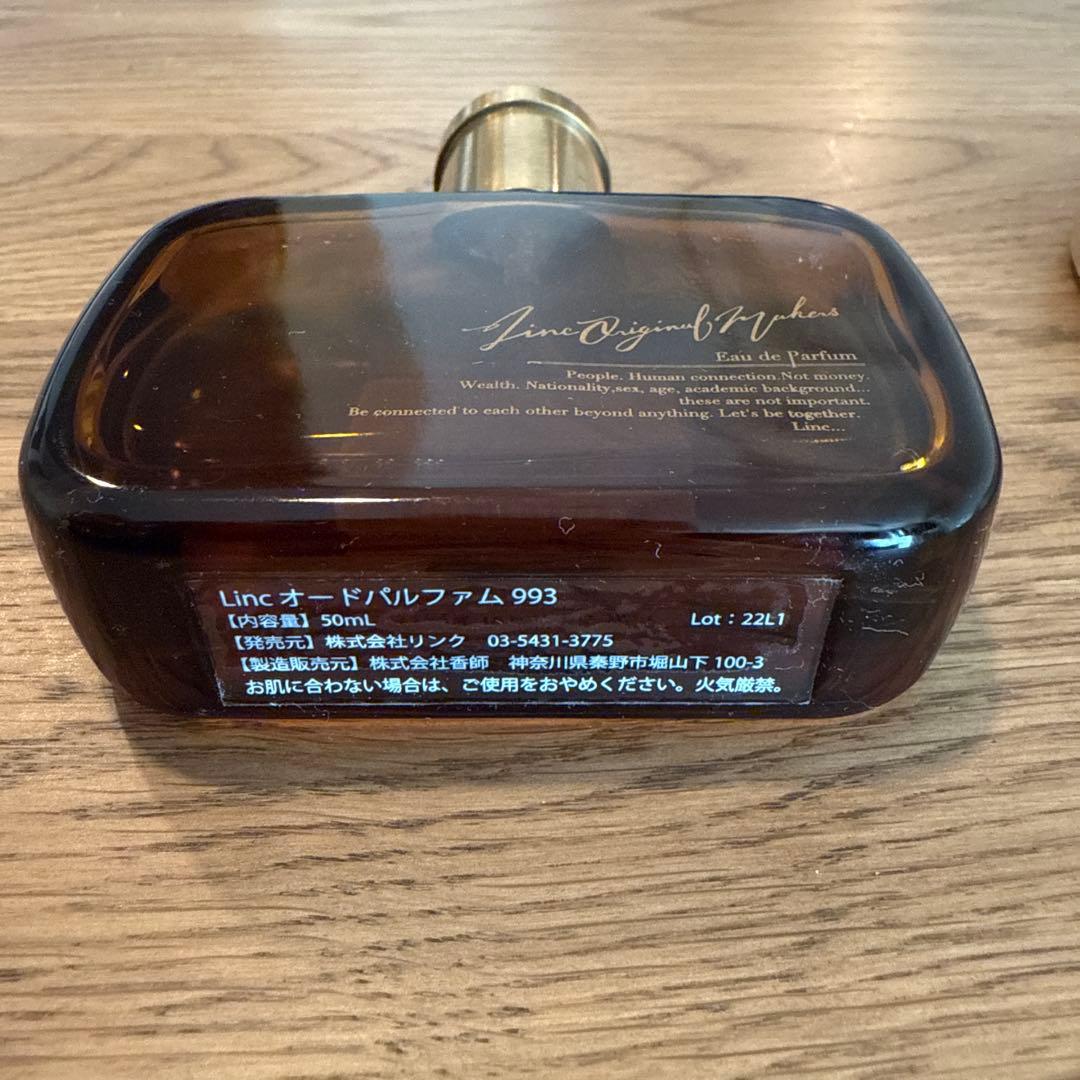 Linc Original Makers
Eau de Parfum
People. Human connection.Not money.
Wealth. Nationality,sex, age, academic background...
these are not important.
Be connected to each other beyond anything. Let's be together.
Linc...
Linc オードパルファム 993
【内容量】 50mL Lot：22L1
【発売元】 株式会社リンク 03-5431-3775
【製造販売元】 株式会社香師 神奈川県秦野市堀山下 100-3
お肌に合わない場合は、ご使用をおやめください。火気厳禁。